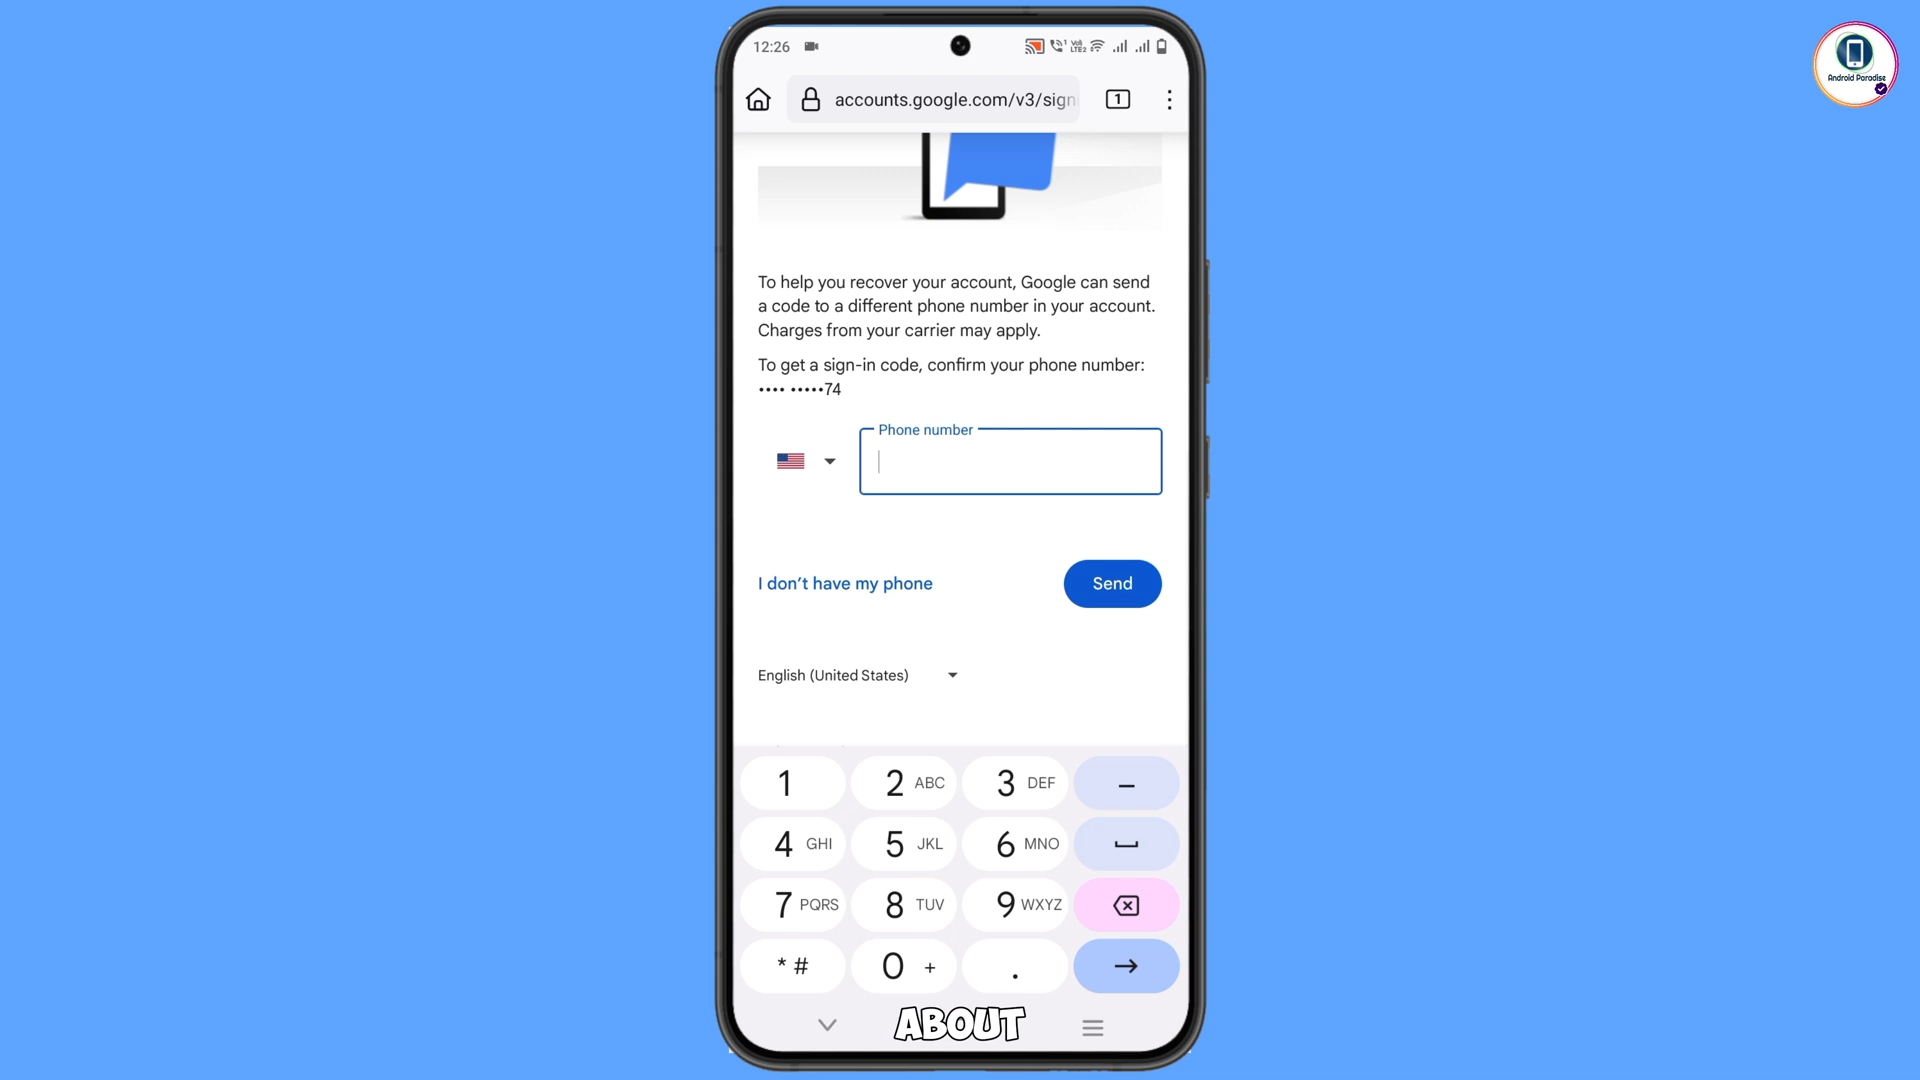 12:26
1
Vo)
LTE2
Android Paradise
accounts.google.com/v3/sign
1
To help you recover your account, Google can send
a code to a different phone number in your account.
Charges from your carrier may apply.
To get a sign-in code, confirm your phone number:
•••• •••••74
Phone number
I don't have my phone
Send
English (United States)
1
2 ABC
3 DEF
–
4 GHI
5 JKL
6 MNO
7 PQRS
8 TUV
9 WXYZ
* #
0 +
.
ABOUT